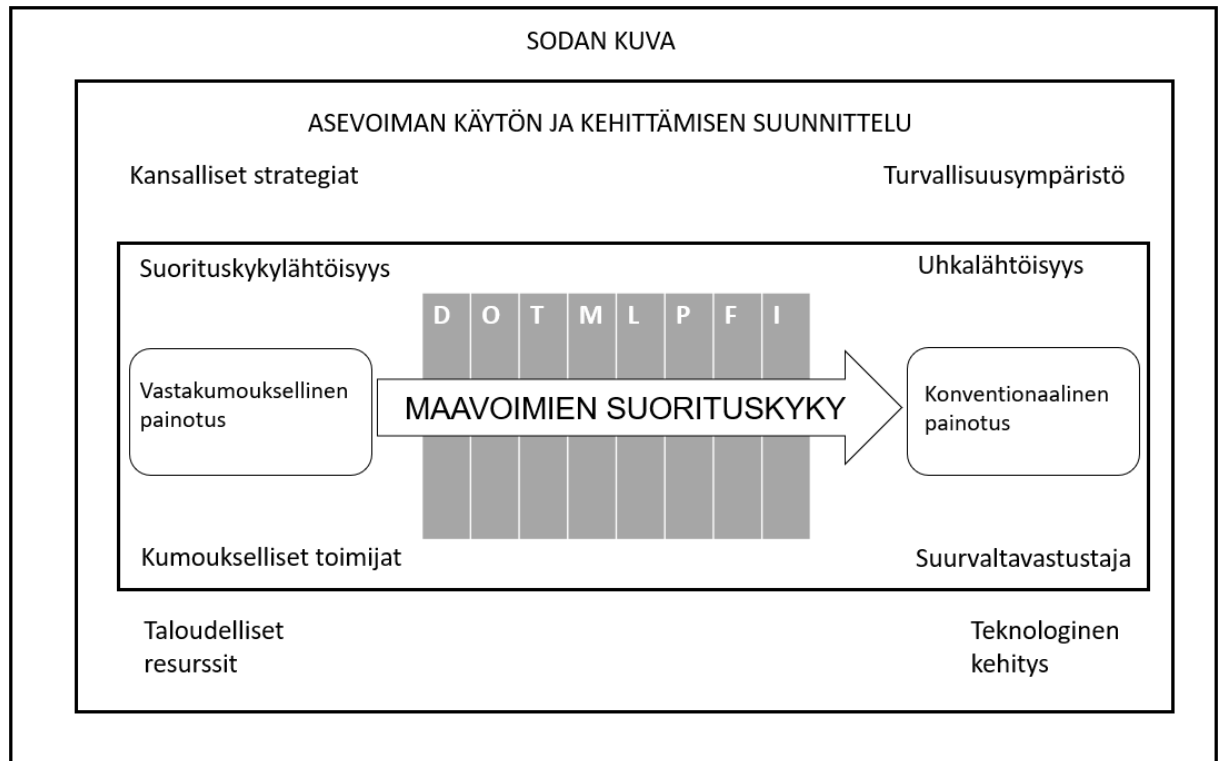 SODAN KUVA
ASEVOIMAN KÄYTÖN JA KEHITTÄMISEN SUUNNITTELU
Kansalliset strategiat
Turvallisuusympäristö
Suorituskykylähtöisyys
Uhkalähtöisyys
D O T M L P F I
Vastakumouksellinen
painotus
MAAVOIMIEN SUORITUSKYKY
Konventionaalinen
painotus
Kumoukselliset toimijat
Suurvaltavastustaja
Taloudelliset
resurssit
Teknologinen
kehitys